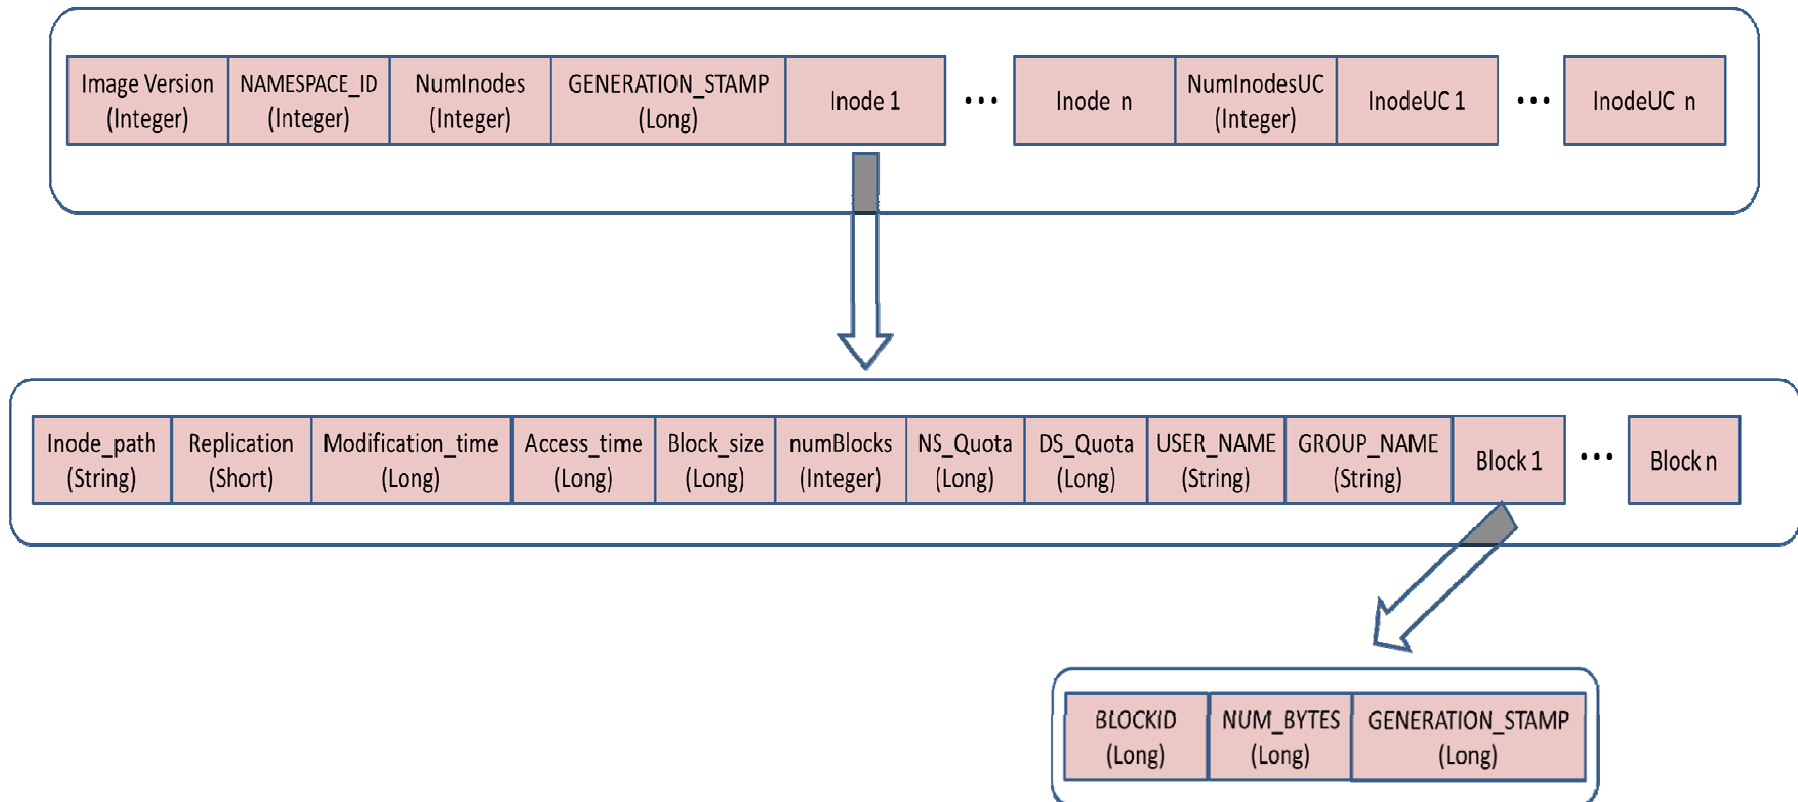 Image Version
(Integer)
NAMESPACE_ID
(Integer)
NumInodes
(Integer)
GENERATION_STAMP
(Long)
Inode 1
...
Inode n
NumInodesUC
(Integer)
InodeUC 1
...
InodeUC n
Inode_path
(String)
Replication
(Short)
Modification_time
(Long)
Access_time
(Long)
Block_size
(Long)
numBlocks
(Integer)
NS_Quota
(Long)
DS_Quota
(Long)
USER_NAME
(String)
GROUP_NAME
(String)
Block 1
...
Block n
BLOCKID
(Long)
NUM_BYTES
(Long)
GENERATION_STAMP
(Long)